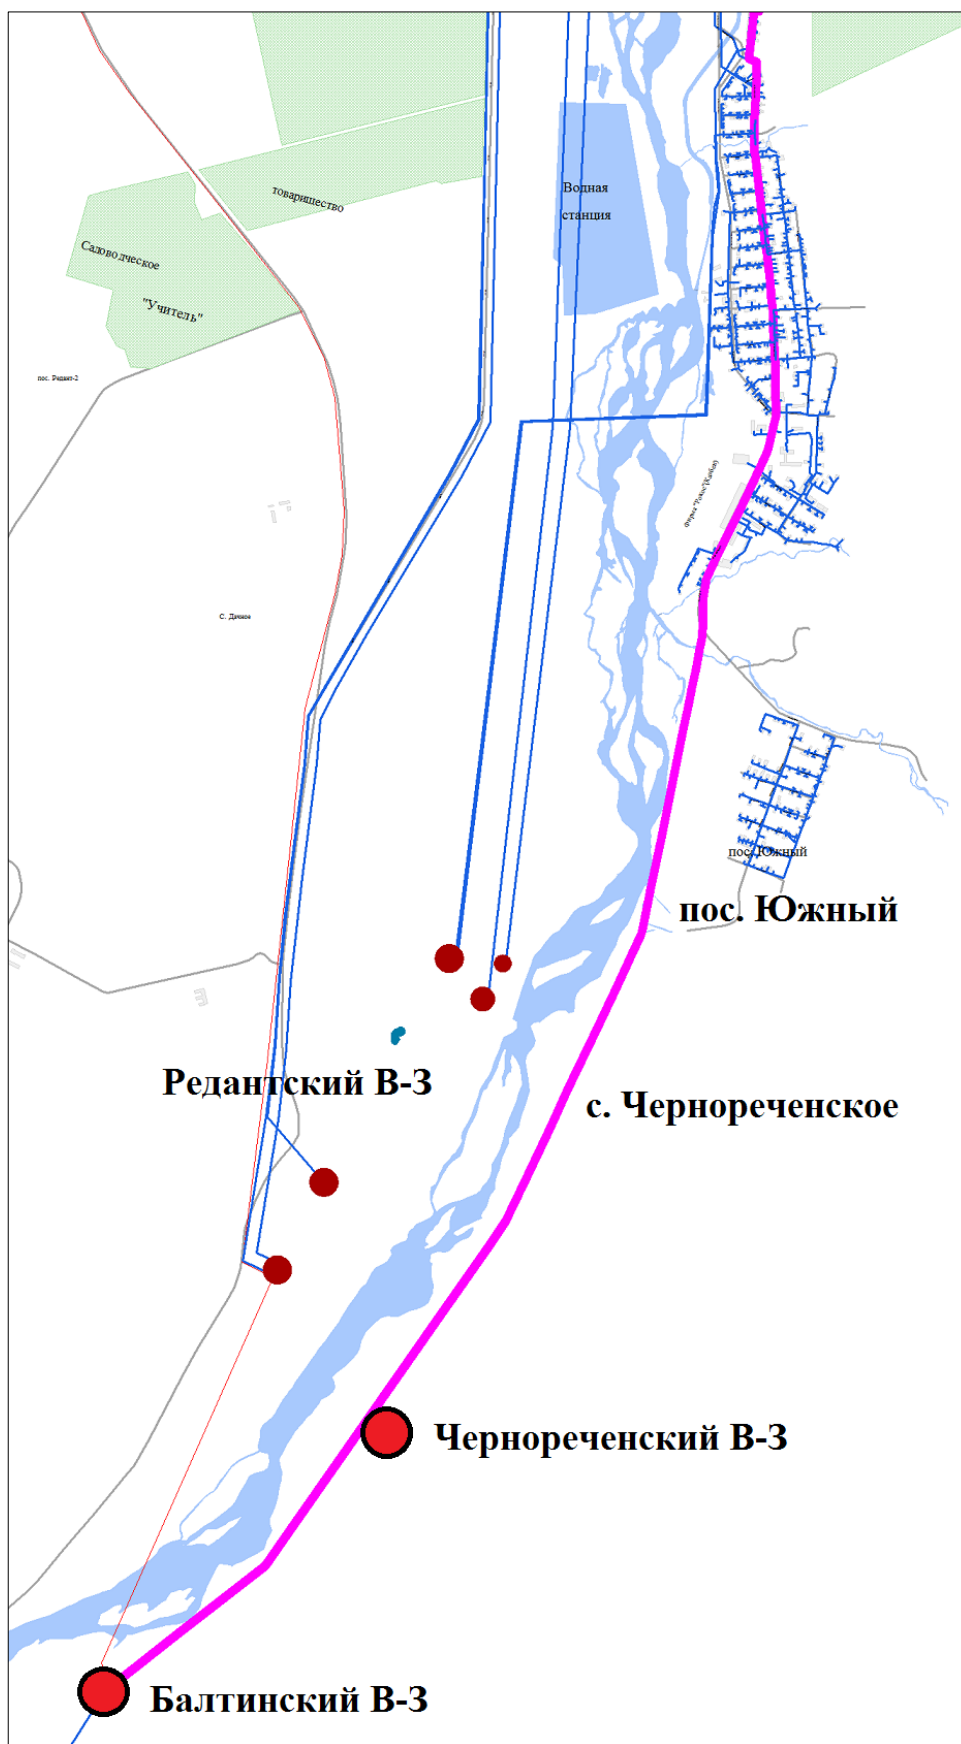 Водная
станция
товарищество
Садоводческое
"Учитель"
пос. Редант-2
С. Дачное
пос. Южный
пос. Южный
Редантский В-З
с. Чернореченское
Чернореченский В-З
Балтинский В-З